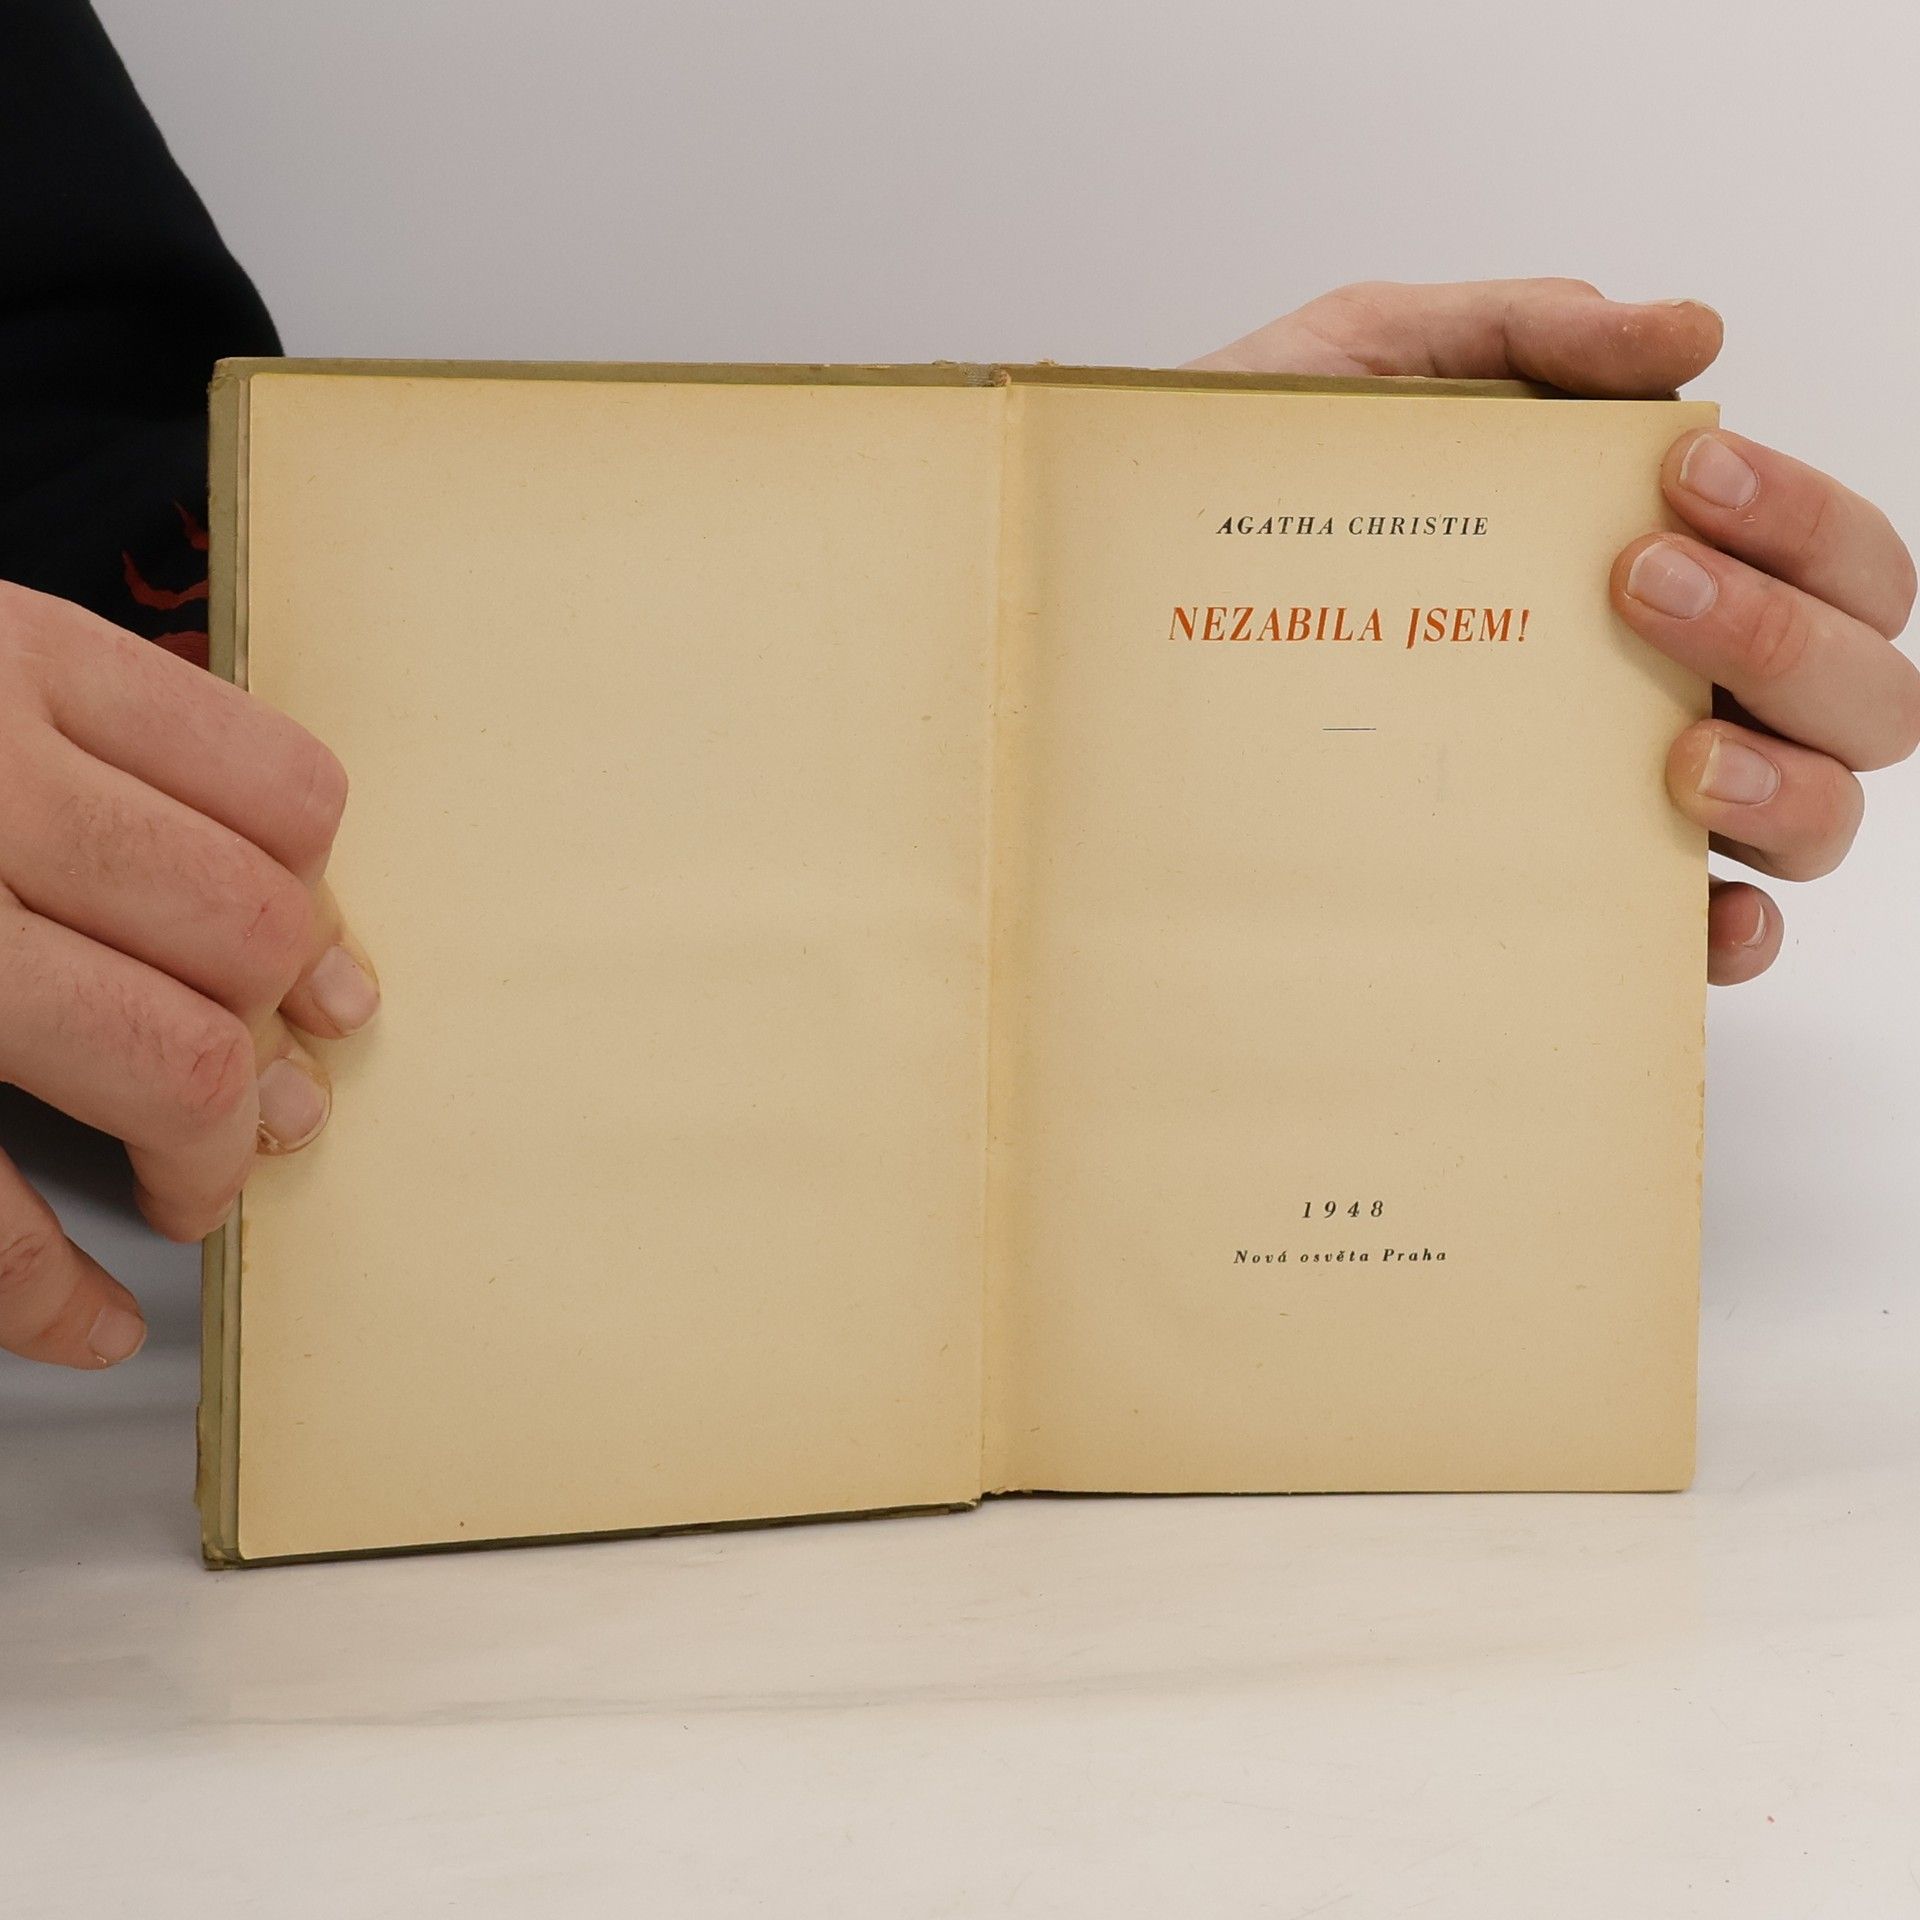 AGATHA CHRISTIE
NEZABILA JSEM!
1948
Nová osvěta Praha